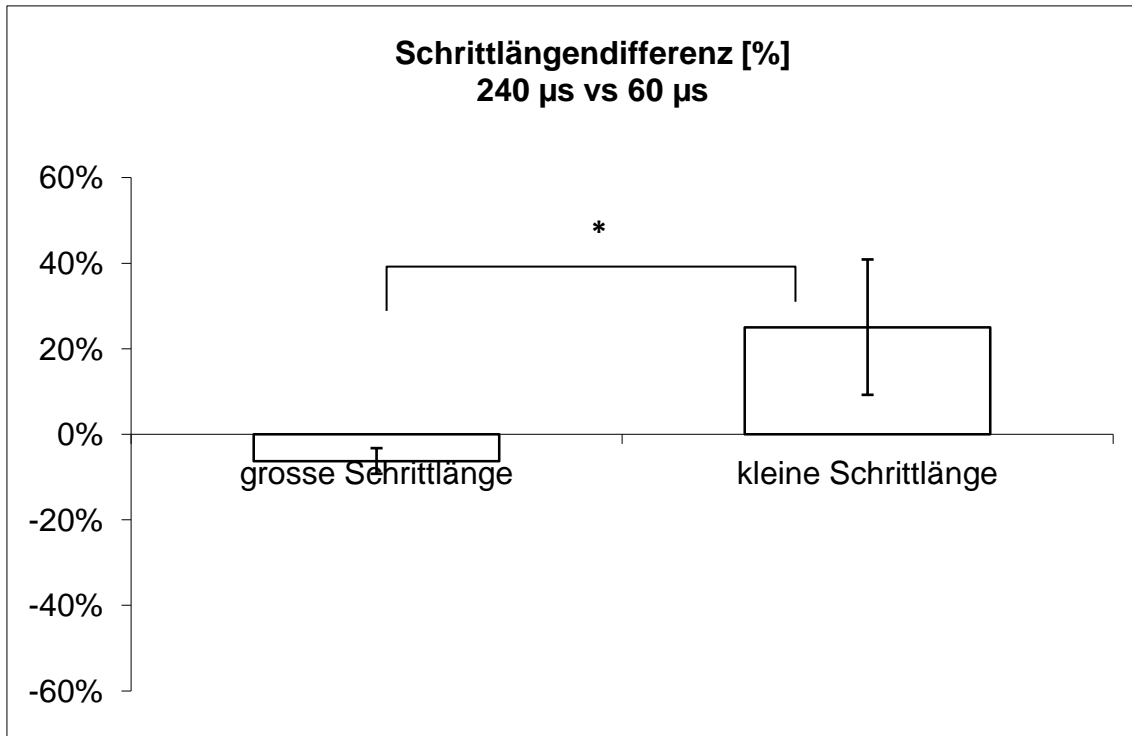 Schrittlängendifferenz [%]
240 µs vs 60 µs
60%
*
40%
20%
0%
grosse Schrittlänge
kleine Schrittlänge
-20%
-40%
-60%